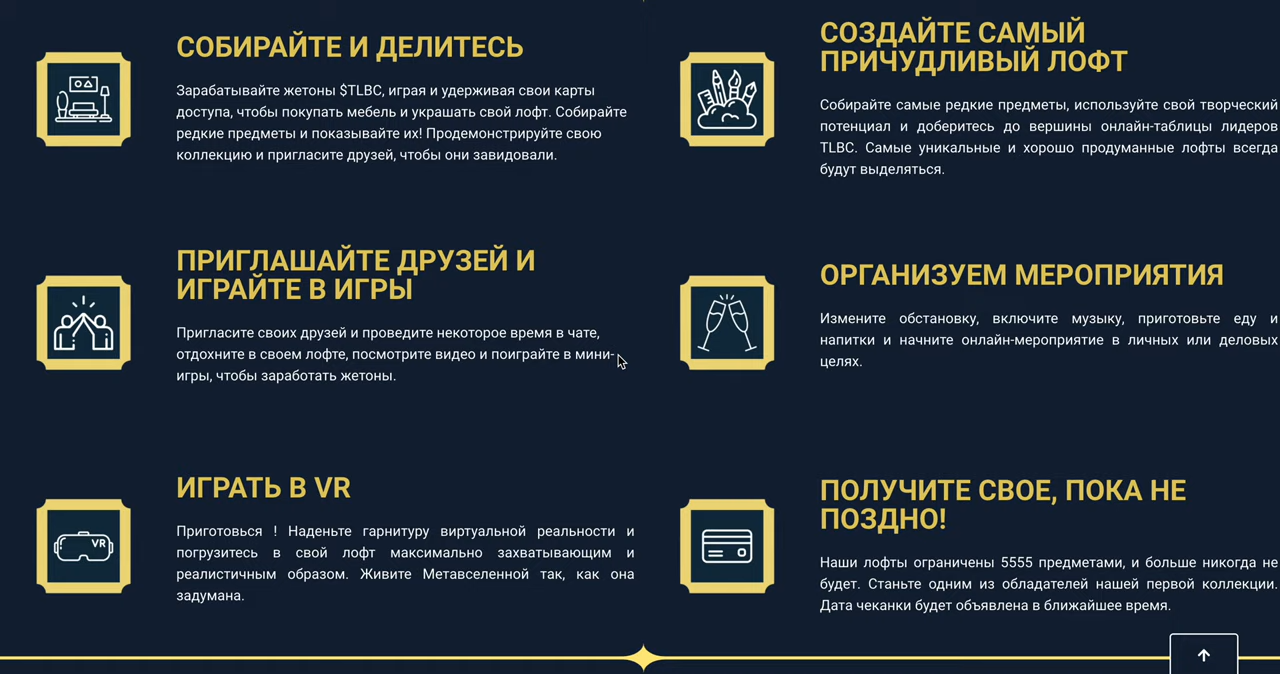 СОБИРАЙТЕ И ДЕЛИТЕСЬ
Зарабатывайте жетоны $TLBC, играя и удерживая свои карты
доступа, чтобы покупать мебель и украшать свой лофт. Собирайте
редкие предметы и показывайте их! Продемонстрируйте свою
коллекцию и пригласите друзей, чтобы они завидовали.
СОЗДАЙТЕ САМЫЙ
ПРИЧУДЛИВЫЙ ЛОФТ
Собирайте самые редкие предметы, используйте свой творческий
потенциал и доберитесь до вершины онлайн-таблицы лидеров
TLBC. Самые уникальные и хорошо продуманные лофты всегда
будут выделяться.
ПРИГЛАШАЙТЕ ДРУЗЕЙ И
ИГРАЙТЕ В ИГРЫ
Пригласите своих друзей и проведите некоторое время в чате,
отдохните в своем лофте, посмотрите видео и поиграйте в мини-
игры, чтобы заработать жетоны.
ОРГАНИЗУЕМ МЕРОПРИЯТИЯ
Измените обстановку, включите музыку, приготовьте еду и
напитки и начните онлайн-мероприятие в личных или деловых
целях.
ИГРАТЬ В VR
Приготовься ! Наденьте гарнитуру виртуальной реальности и
погрузитесь в свой лофт максимально захватывающим и
реалистичным образом. Живите Метавселенной так, как она
задумана.
VR
ПОЛУЧИТЕ СВОЕ, ПОКА НЕ
ПОЗДНО!
Наши лофты ограничены 5555 предметами, и больше никогда не
будет. Станьте одним из обладателей нашей первой коллекции.
Дата чеканки будет объявлена в ближайшее время.